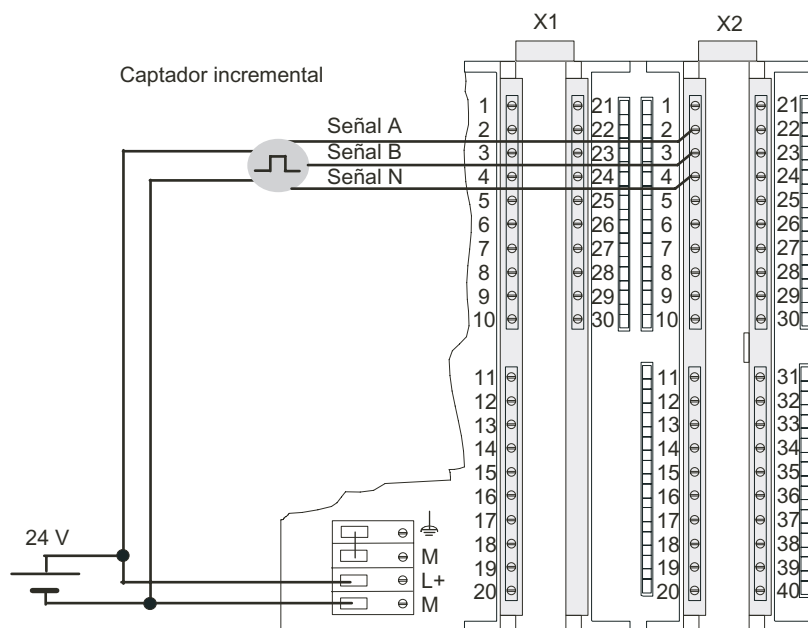 X1 X2
Captador incremental
Señal A
Señal B
Señal N
1 21 1 21
2 22 2 22
3 23 3 23
4 24 4 24
5 25 5 25
6 26 6 26
7 27 7 27
8 28 8 28
9 29 9 29
10 30 10 30
11 11 31
12 12 32
13 13 33
14 14 34
15 15 35
16 16 36
17 17 37
18 18 38
19 19 39
20 20 40
24 V
M
L+
M